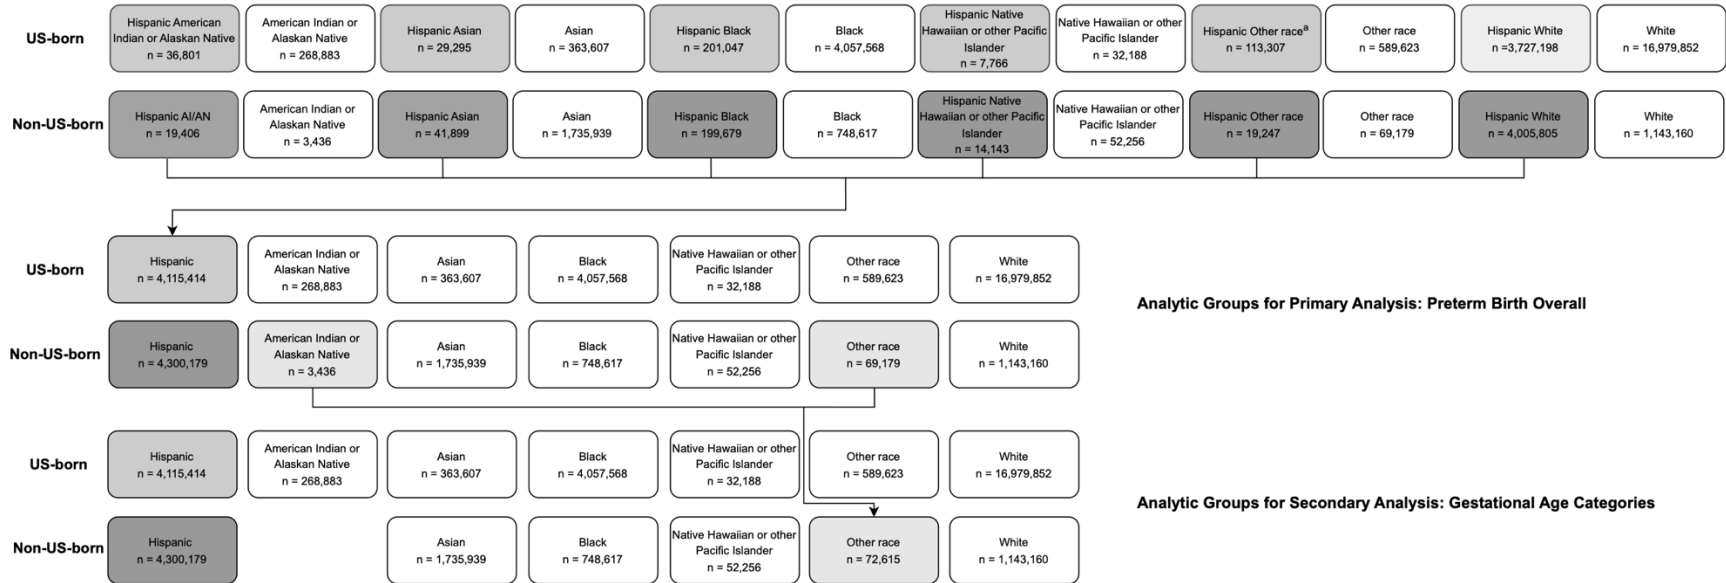 US-born
Hispanic American
Indian or Alaskan Native
n = 36,801
American Indian or
Alaskan Native
n = 268,883
Hispanic Asian
n = 29,295
Asian
n = 363,607
Hispanic Black
n = 201,047
Black
n = 4,057,568
Hispanic Native
Hawaiian or other Pacific
Islander
n = 7,766
Native Hawaiian or other
Pacific Islander
n = 32,188
Hispanic Other raceª
n = 113,307
Other race
n = 589,623
Hispanic White
n =3,727,198
White
n = 16,979,852
Non-US-born
Hispanic AI/AN
n = 19,406
American Indian or
Alaskan Native
n = 3,436
Hispanic Asian
n = 41,899
Asian
n = 1,735,939
Hispanic Black
n = 199,679
Black
n = 748,617
Hispanic Native
Hawaiian or other Pacific
Islander
n = 14,143
Native Hawaiian or other
Pacific Islander
n = 52,256
Hispanic Other race
n = 19,247
Other race
n = 69,179
Hispanic White
n = 4,005,805
White
n = 1,143,160
US-born
Hispanic
n = 4,115,414
American Indian or
Alaskan Native
n = 268,883
Asian
n = 363,607
Black
n = 4,057,568
Native Hawaiian or other
Pacific Islander
n = 32,188
Other race
n = 589,623
White
n = 16,979,852
Analytic Groups for Primary Analysis: Preterm Birth Overall
Non-US-born
Hispanic
n = 4,300,179
American Indian or
Alaskan Native
n = 3,436
Asian
n = 1,735,939
Black
n = 748,617
Native Hawaiian or other
Pacific Islander
n = 52,256
Other race
n = 69,179
White
n = 1,143,160
US-born
Hispanic
n = 4,115,414
American Indian or
Alaskan Native
n = 268,883
Asian
n = 363,607
Black
n = 4,057,568
Native Hawaiian or other
Pacific Islander
n = 32,188
Other race
n = 589,623
White
n = 16,979,852
Analytic Groups for Secondary Analysis: Gestational Age Categories
Non-US-born
Hispanic
n = 4,300,179
Asian
n = 1,735,939
Black
n = 748,617
Native Hawaiian or other
Pacific Islander
n = 52,256
Other race
n = 72,615
White
n = 1,143,160